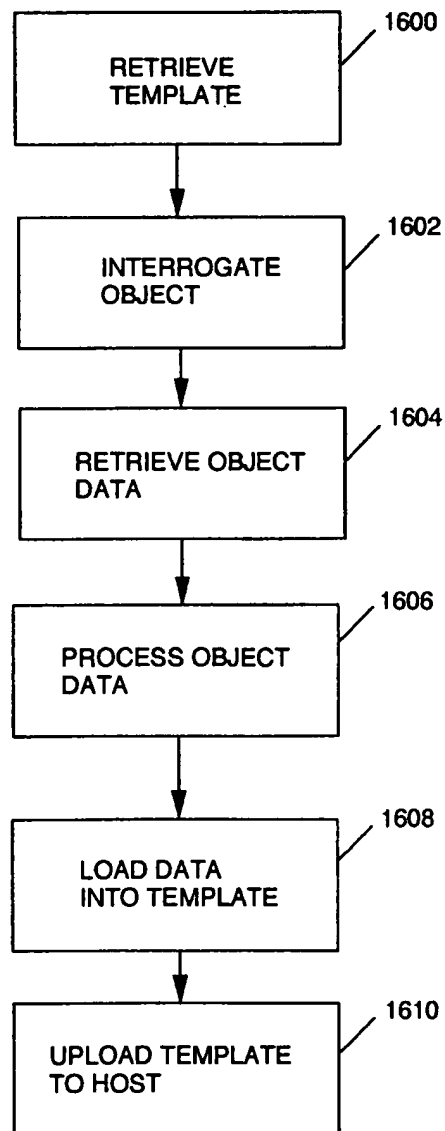 1600
RETRIEVE
TEMPLATE
1602
INTERROGATE
OBJECT
1604
RETRIEVE OBJECT
DATA
1606
PROCESS OBJECT
DATA
1608
LOAD DATA
INTO TEMPLATE
1610
UPLOAD TEMPLATE
TO HOST